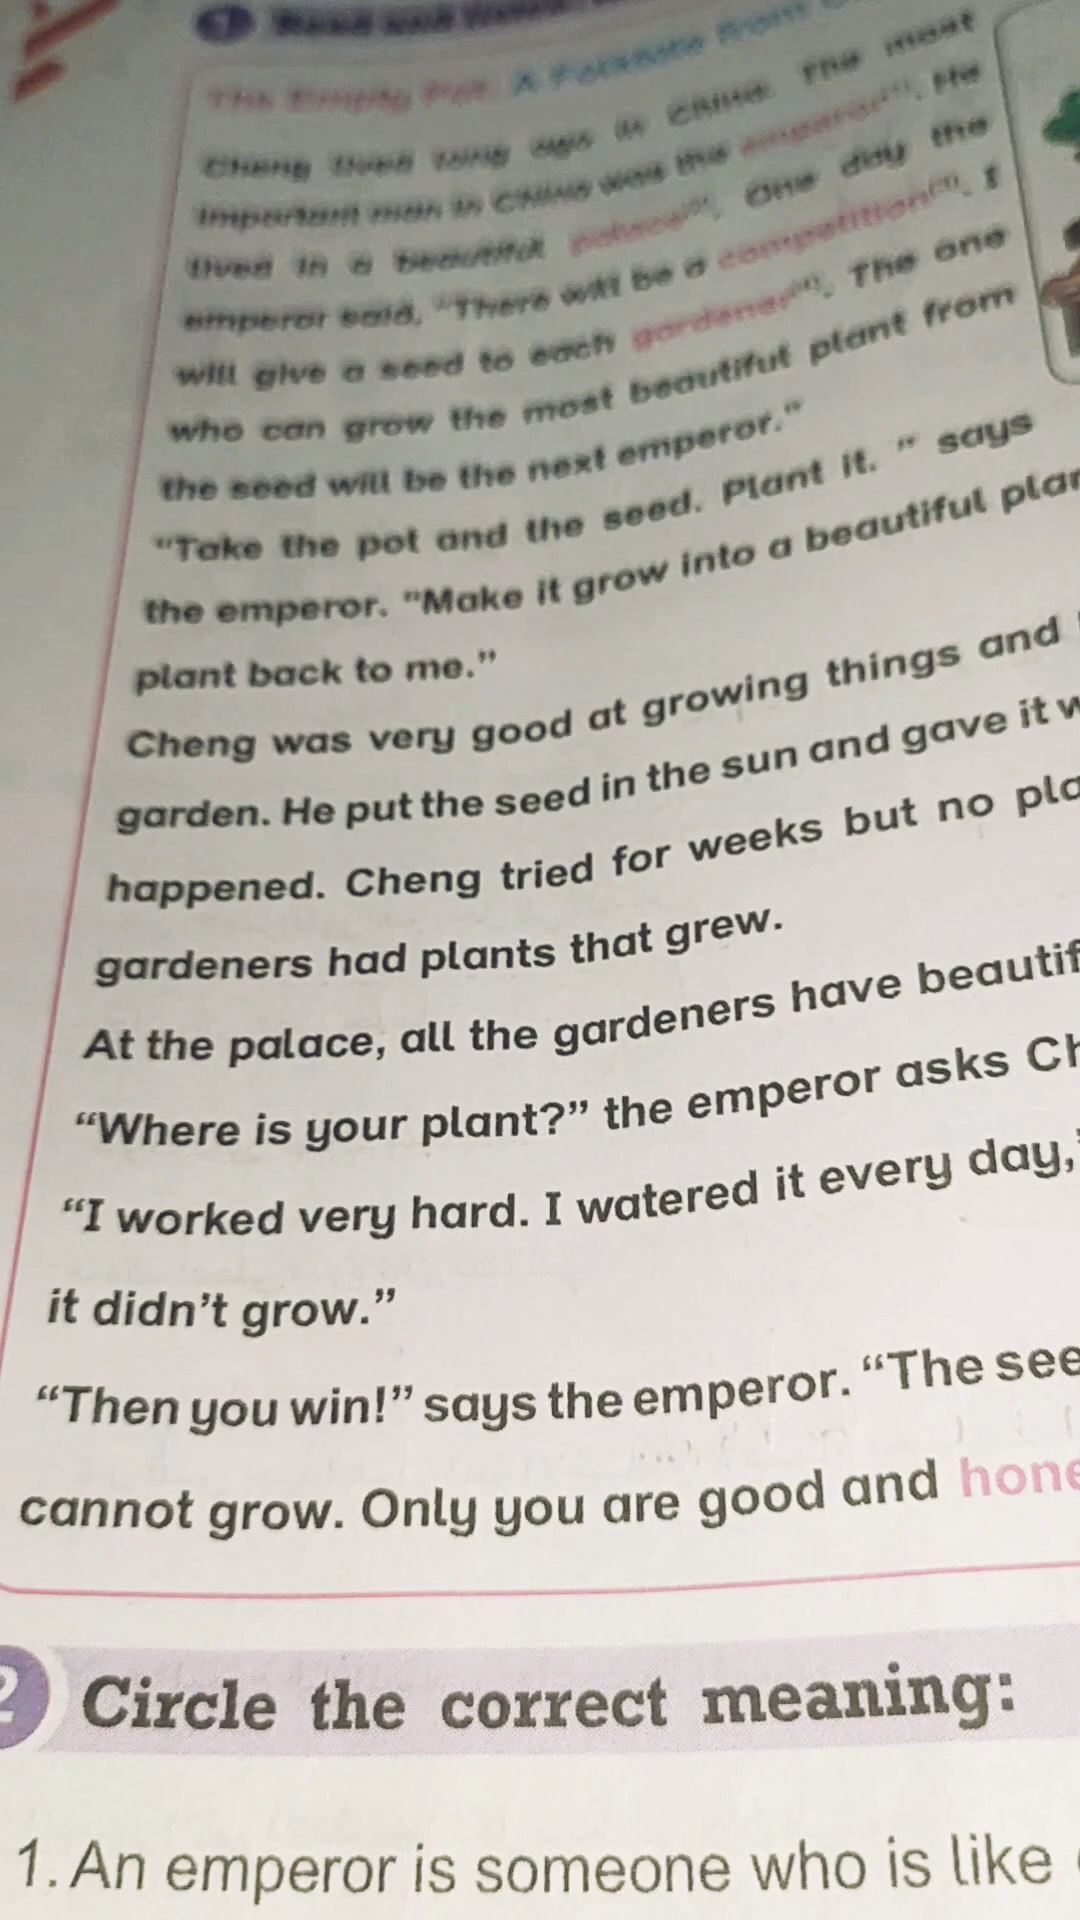 1 Read and
The Empty Pot: A Folktale from
Cheng lived long ago in China. The most
important man in China was the emperor⁽¹⁾. He
lived in a beautiful palace⁽²⁾. One day the
emperor said, "There will be a competition⁽³⁾. I
will give a seed to each gardener⁽⁴⁾. The one
who can grow the most beautiful plant from
the seed will be the next emperor."
"Take the pot and the seed. Plant it. " says
the emperor. "Make it grow into a beautiful
plant back to me."
Cheng was very good at growing things and
garden. He put the seed in the sun and gave it
happened. Cheng tried for weeks but no
gardeners had plants that grew.
At the palace, all the gardeners have
"Where is your plant?" the emperor asks
"I worked very hard. I watered it every day,
it didn't grow."
"Then you win!" says the emperor. "The
cannot grow. Only you are good and
2 Circle the correct meaning:
1. An emperor is someone who is like